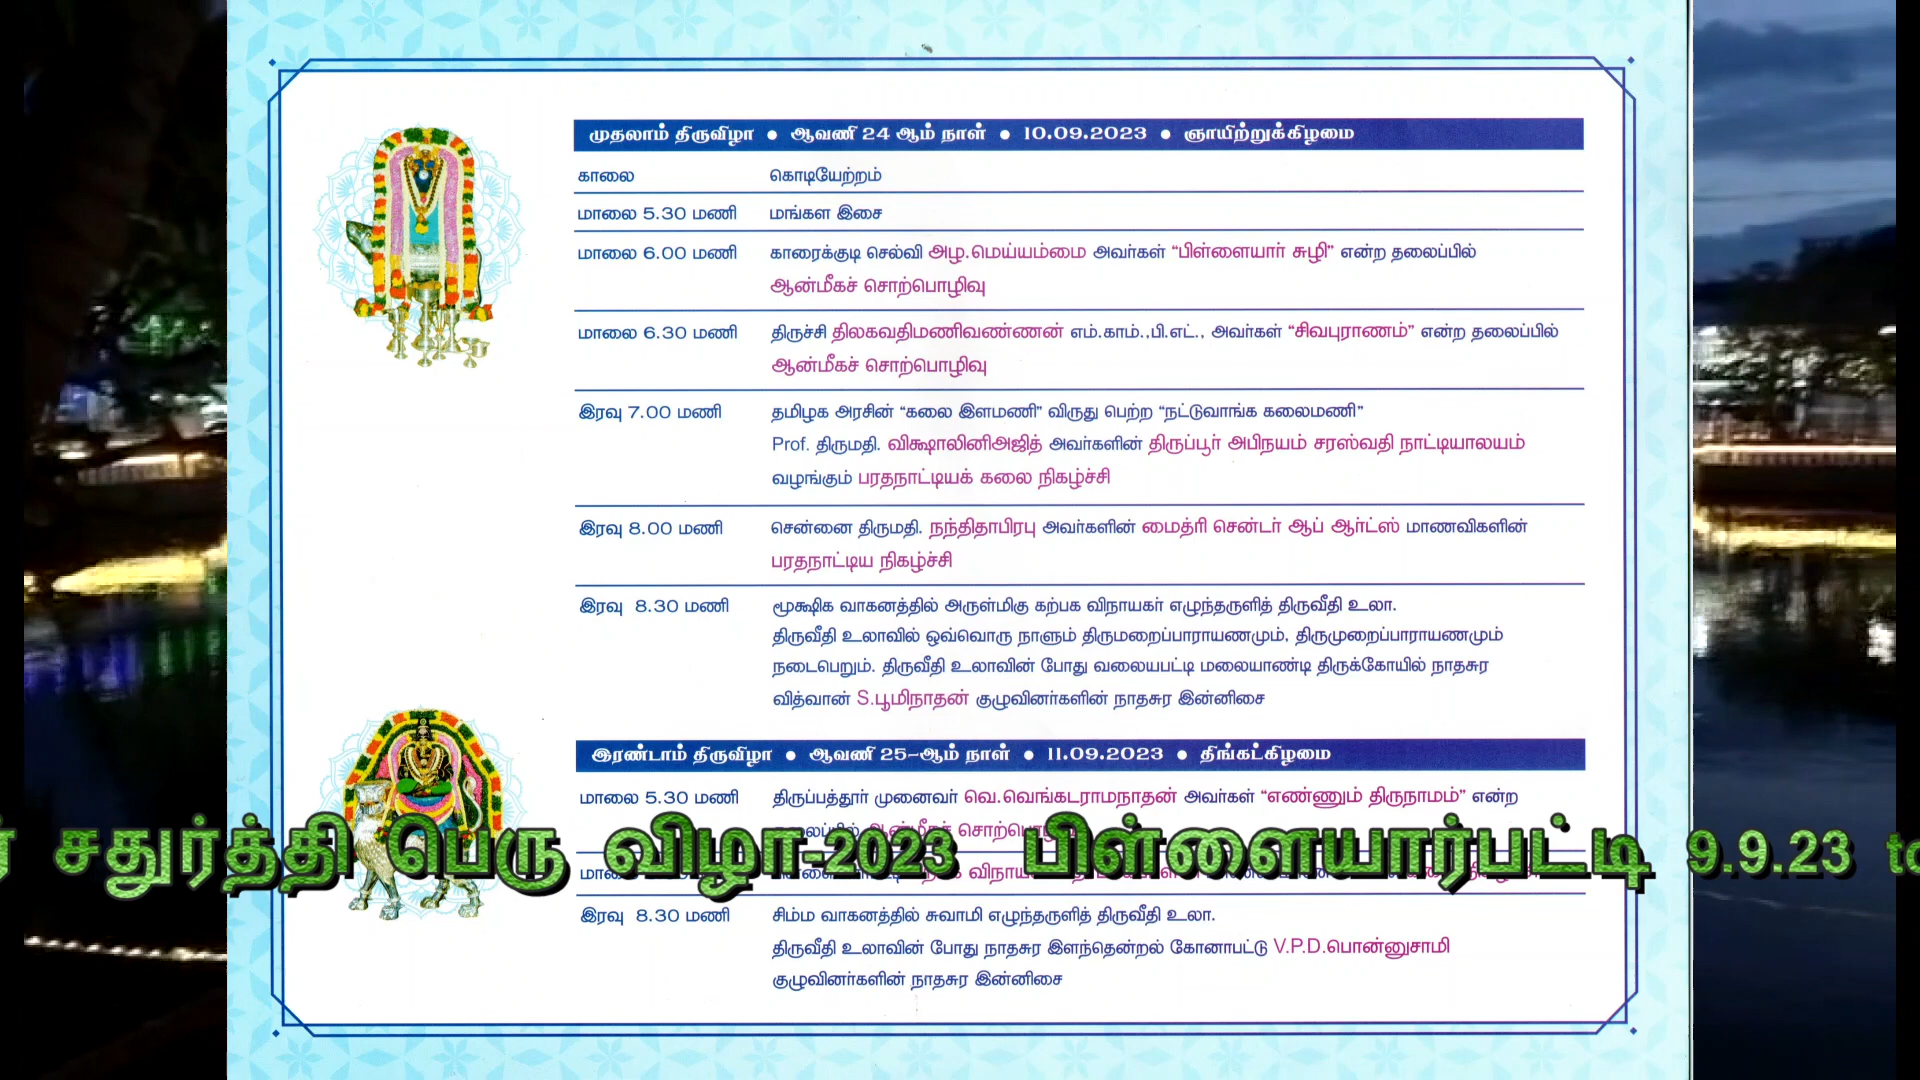 முதலாம் திருவிழா ● ஆவணி 24 ஆம் நாள் ● 10.09.2023 ● ஞாயிற்றுக்கிழமை
காலை கொடியேற்றம்
மாலை 5.30 மணி மங்கள இசை
மாலை 6.00 மணி காரைக்குடி செல்வி அழ.மெய்யம்மை அவர்கள் “பிள்ளையார் சுழி” என்ற தலைப்பில்
ஆன்மீகச் சொற்பொழிவு
மாலை 6.30 மணி திருச்சி திலகவதிமணிவண்ணன் எம்.காம்.,பி.எட்., அவர்கள் “சிவபுராணம்” என்ற தலைப்பில்
ஆன்மீகச் சொற்பொழிவு
இரவு 7.00 மணி தமிழக அரசின் “கலை இளமணி” விருது பெற்ற “நட்டுவாங்க கலைமணி”
Prof. திருமதி. விக்ஷாலினிஅஜித் அவர்களின் திருப்பூர் அபிநயம் சரஸ்வதி நாட்டியாலயம்
வழங்கும் பரதநாட்டியக் கலை நிகழ்ச்சி
இரவு 8.00 மணி சென்னை திருமதி. நந்திதாபிரபு அவர்களின் மைத்ரி சென்டர் ஆப் ஆர்ட்ஸ் மாணவிகளின்
பரதநாட்டிய நிகழ்ச்சி
இரவு 8.30 மணி மூக்ஷிக வாகனத்தில் அருள்மிகு கற்பக விநாயகர் எழுந்தருளித் திருவீதி உலா.
திருவீதி உலாவில் ஒவ்வொரு நாளும் திருமறைப்பாராயணமும், திருமுறைப்பாராயணமும்
நடைபெறும். திருவீதி உலாவின் போது வலையபட்டி மலையாண்டி திருக்கோயில் நாதசுர
வித்வான் S.பூமிநாதன் குழுவினர்களின் நாதசுர இன்னிசை
இரண்டாம் திருவிழா ● ஆவணி 25-ஆம் நாள் ● 11.09.2023 ● திங்கட்கிழமை
மாலை 5.30 மணி திருப்பத்தூர் முனைவர் வெ.வெங்கடராமநாதன் அவர்கள் “எண்ணும் திருநாமம்” என்ற
சதுர்த்தி பெரு விழா-2023 பிள்ளையார்பட்டி 9.9.23 to
இரவு 8.30 மணி சிம்ம வாகனத்தில் சுவாமி எழுந்தருளித் திருவீதி உலா.
திருவீதி உலாவின் போது நாதசுர இளந்தென்றல் கோனாபட்டு V.P.D.பொன்னுசாமி
குழுவினர்களின் நாதசுர இன்னிசை